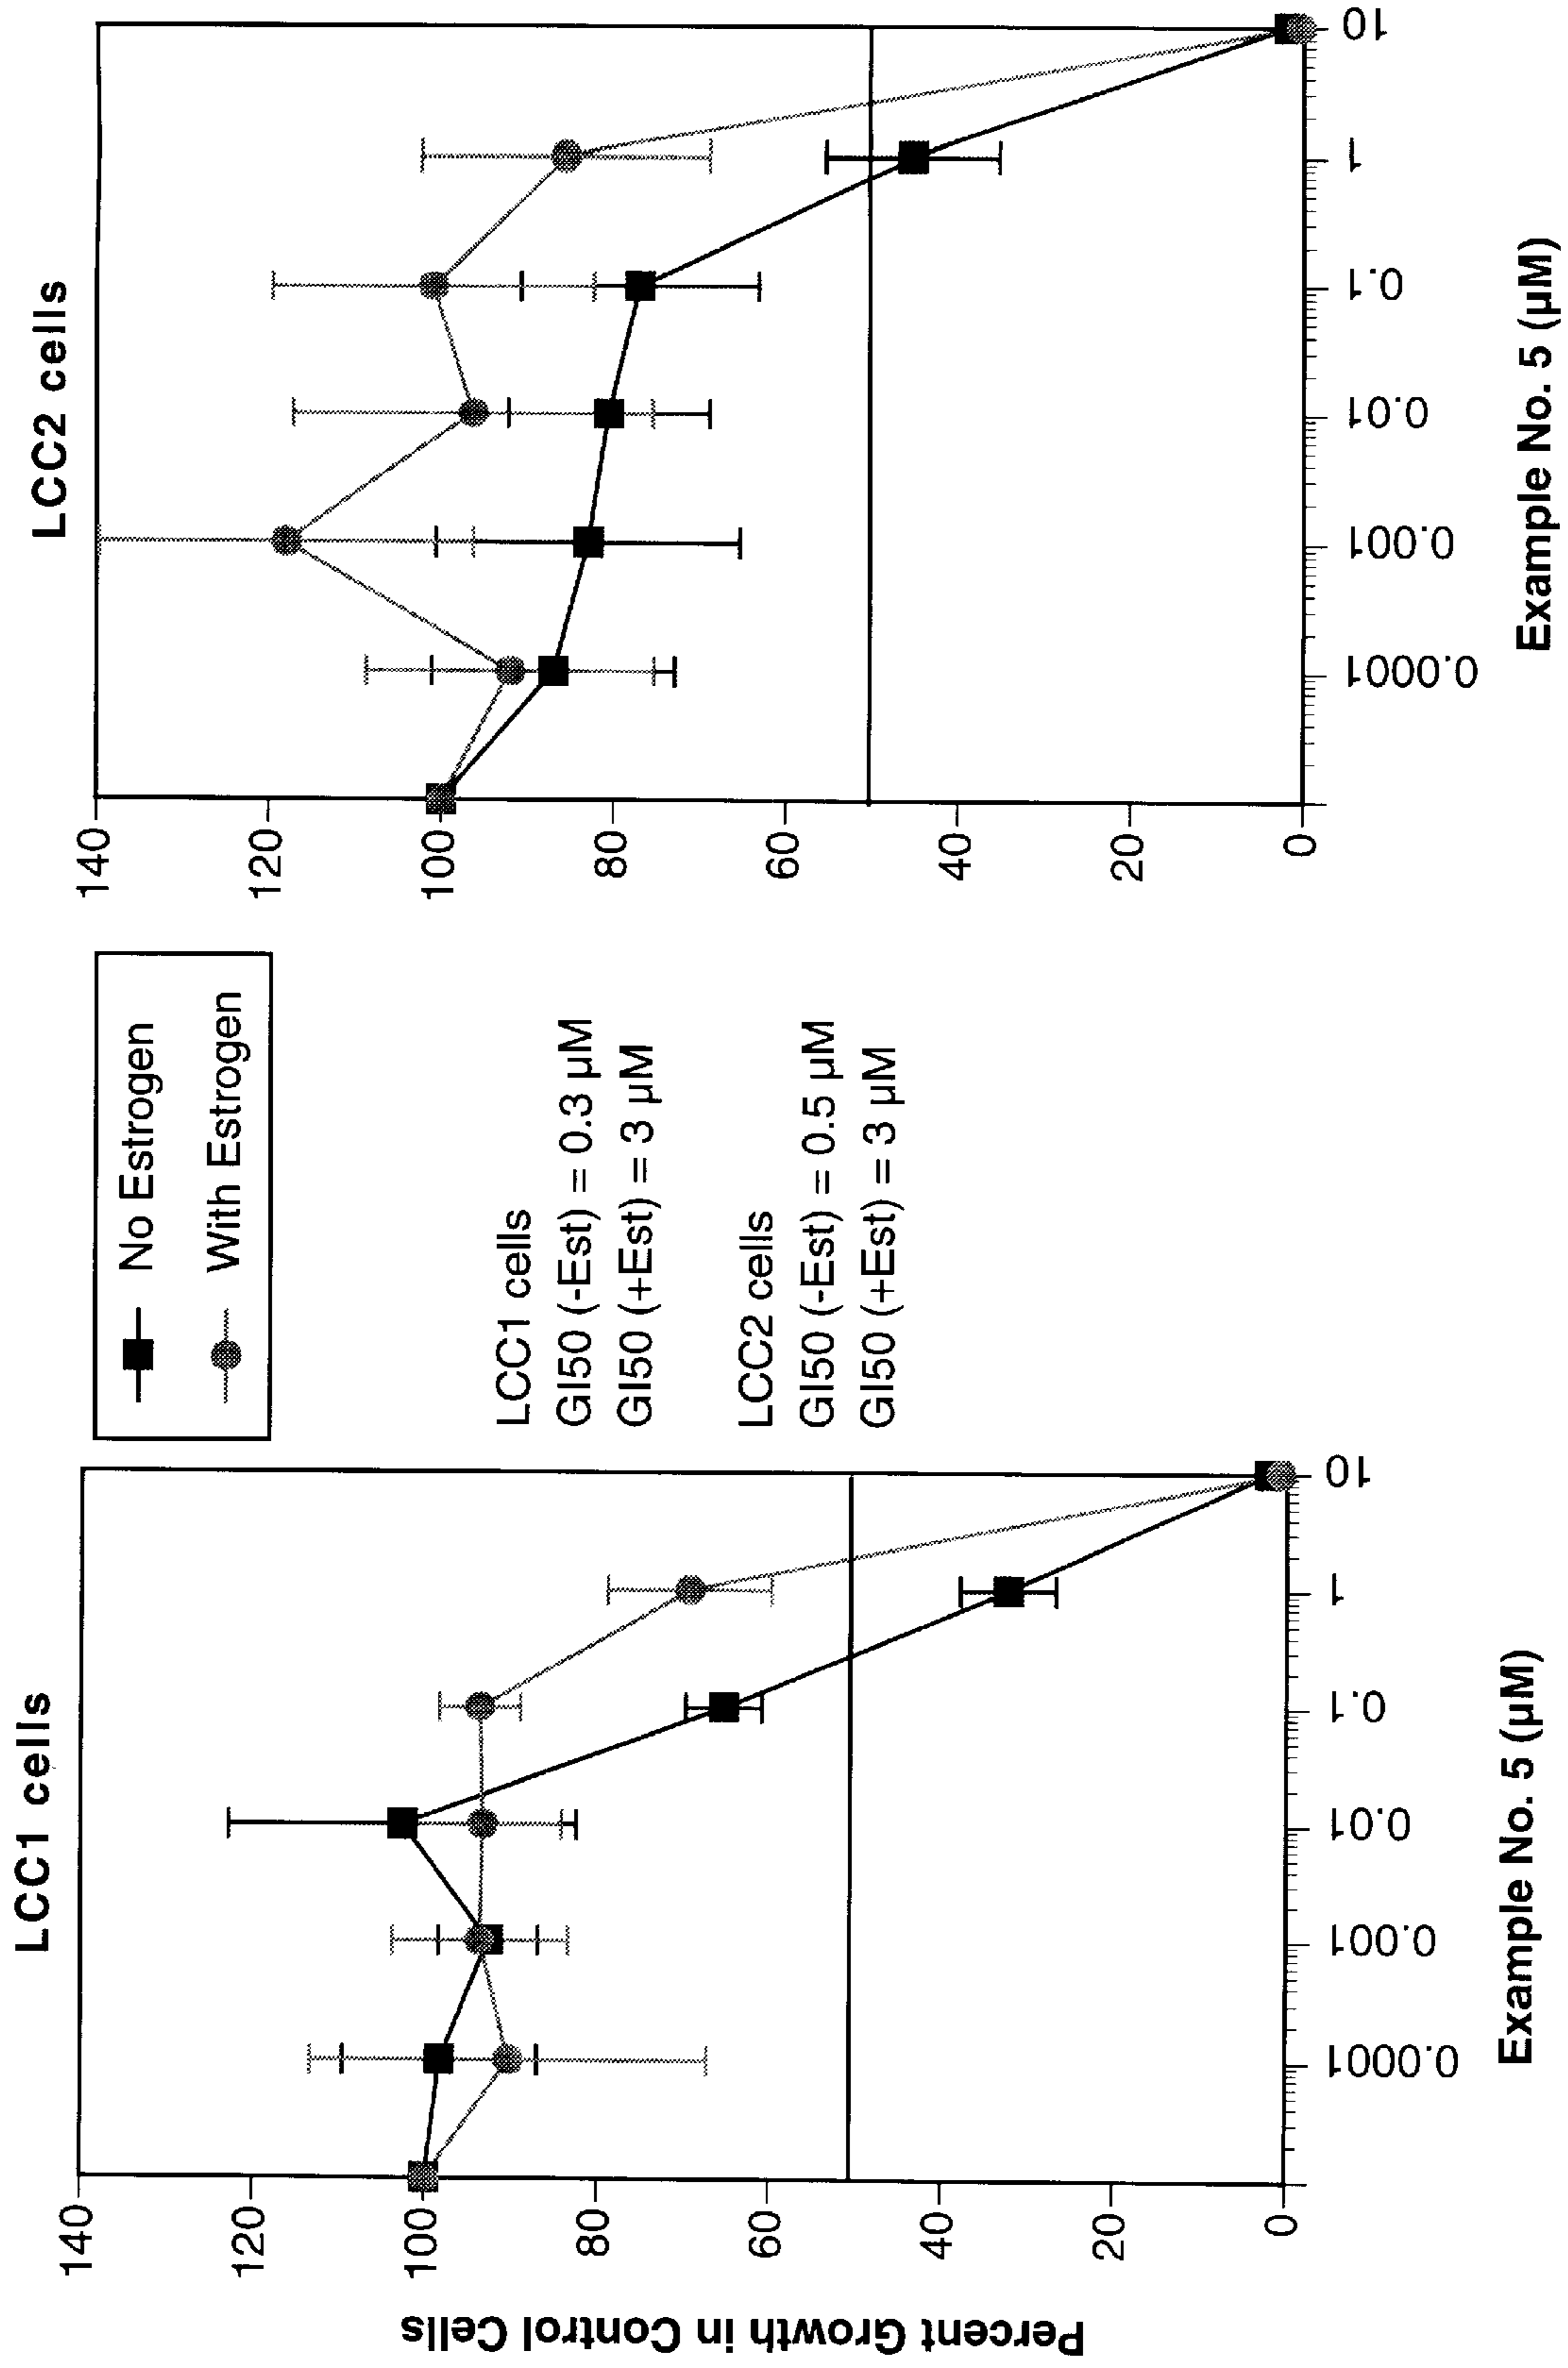 LCC1 cells
140
120
100
80
60
40
20
0
Percent Growth in Control Cells
0.0001
0.001
0.01
0.1
1
10
Example No. 5 (µM)
No Estrogen
With Estrogen
LCC1 cells
GI50 (-Est) = 0.3 µM
GI50 (+Est) = 3 µM
LCC2 cells
GI50 (-Est) = 0.5 µM
GI50 (+Est) = 3 µM
LCC2 cells
140
120
100
80
60
40
20
0
0.0001
0.001
0.01
0.1
1
10
Example No. 5 (µM)